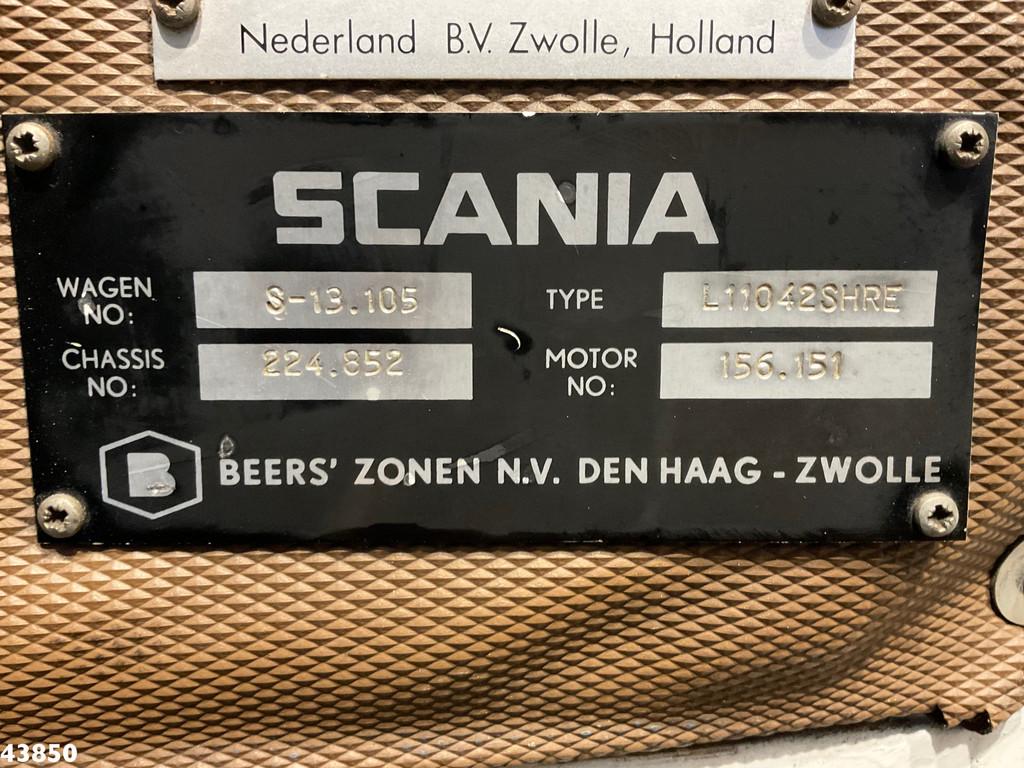 Nederland B.V. Zwolle, Holland
SCANIA
WAGEN NO: S-13.105 TYPE L11042SHRE
CHASSIS NO: 224.852 MOTOR NO: 156.151
B BEERS' ZONEN N.V. DEN HAAG - ZWOLLE
43850